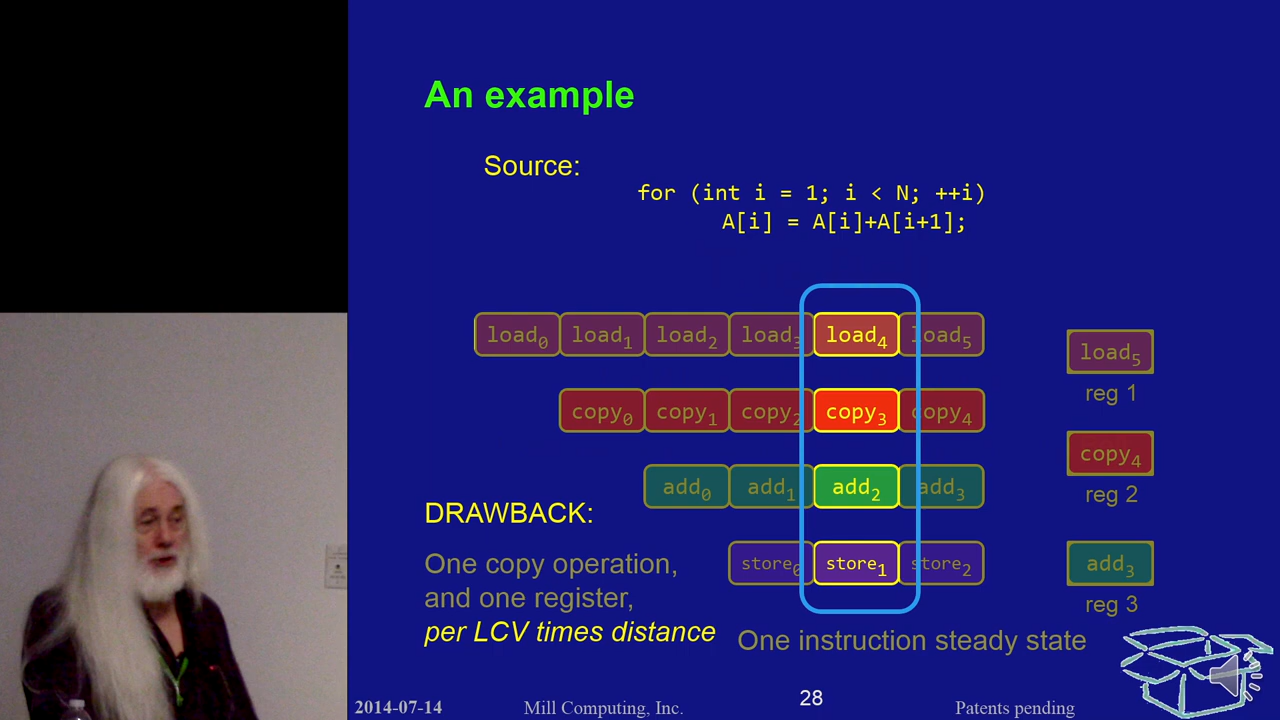 An example
Source:
for (int i = 1; i < N; ++i)
A[i] = A[i]+A[i+1];
load0 load1 load2 load3 load4 load5
copy0 copy1 copy2 copy3 copy4
add0 add1 add2 add3
store0 store1 store2
load5
reg 1
copy4
reg 2
add3
reg 3
DRAWBACK:
One copy operation,
and one register,
per LCV times distance
One instruction steady state
2014-07-14 Mill Computing, Inc. 28 Patents pending